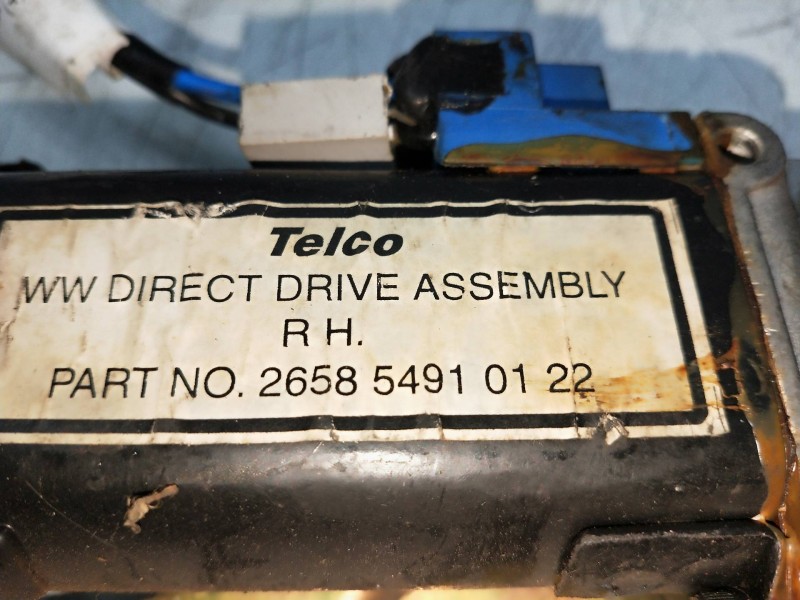 Telco
WW DIRECT DRIVE ASSEMBLY
R H.
PART NO. 2658 5491 01 22